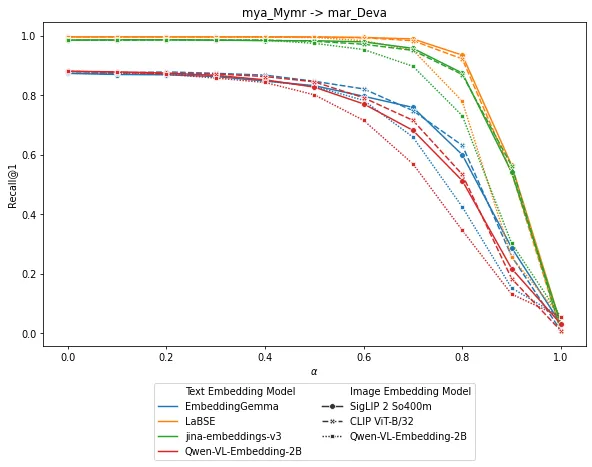 mya_Mymr -> mar_Deva
Recall@1
1.0
0.8
0.6
0.4
0.2
0.0
0.0 0.2 0.4 0.6 0.8 1.0
α
Text Embedding Model
EmbeddingGemma
LaBSE
jina-embeddings-v3
Qwen-VL-Embedding-2B
Image Embedding Model
SigLIP 2 So400m
CLIP ViT-B/32
Qwen-VL-Embedding-2B